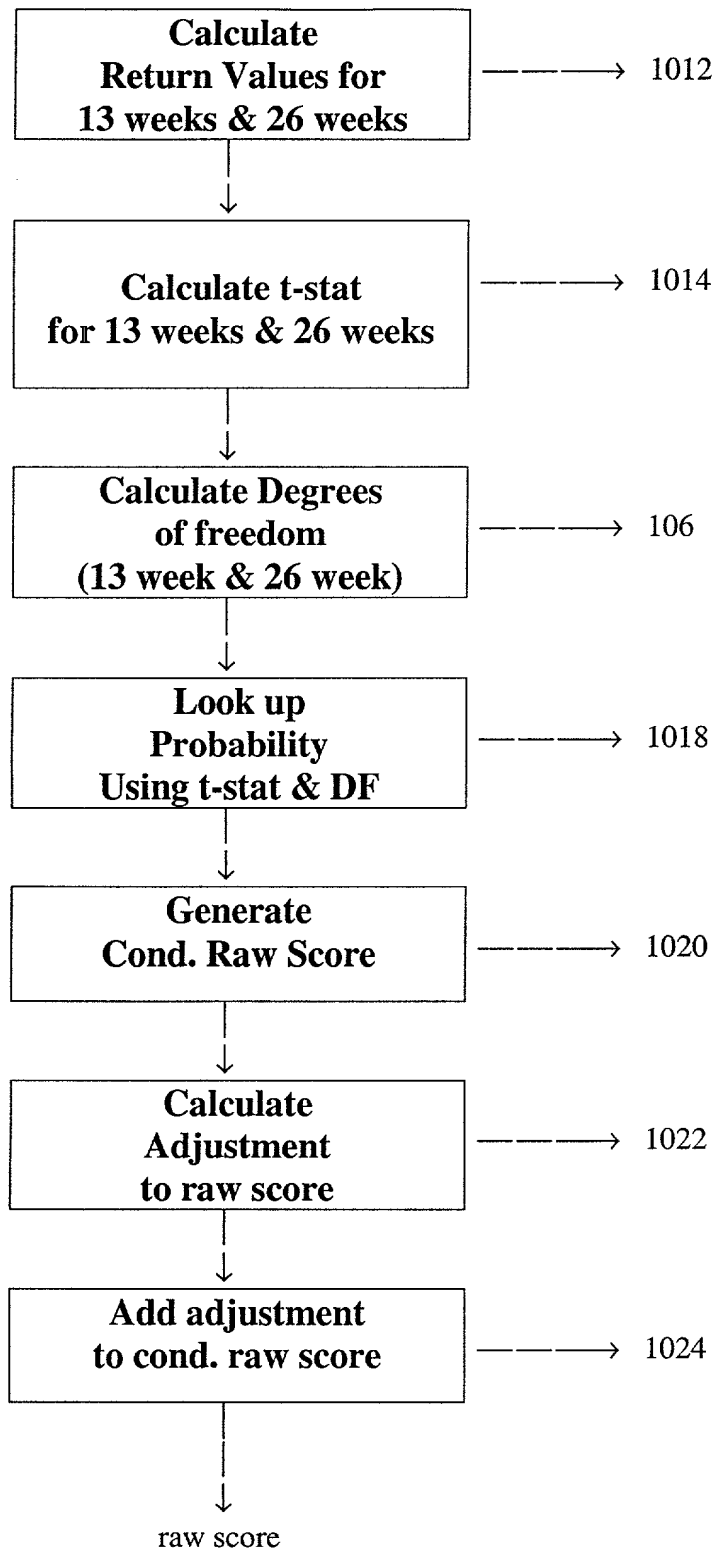 Calculate
Return Values for
13 weeks & 26 weeks
1012
Calculate t-stat
for 13 weeks & 26 weeks
1014
Calculate Degrees
of freedom
(13 week & 26 week)
106
Look up
Probability
Using t-stat & DF
1018
Generate
Cond. Raw Score
1020
Calculate
Adjustment
to raw score
1022
Add adjustment
to cond. raw score
1024
raw score